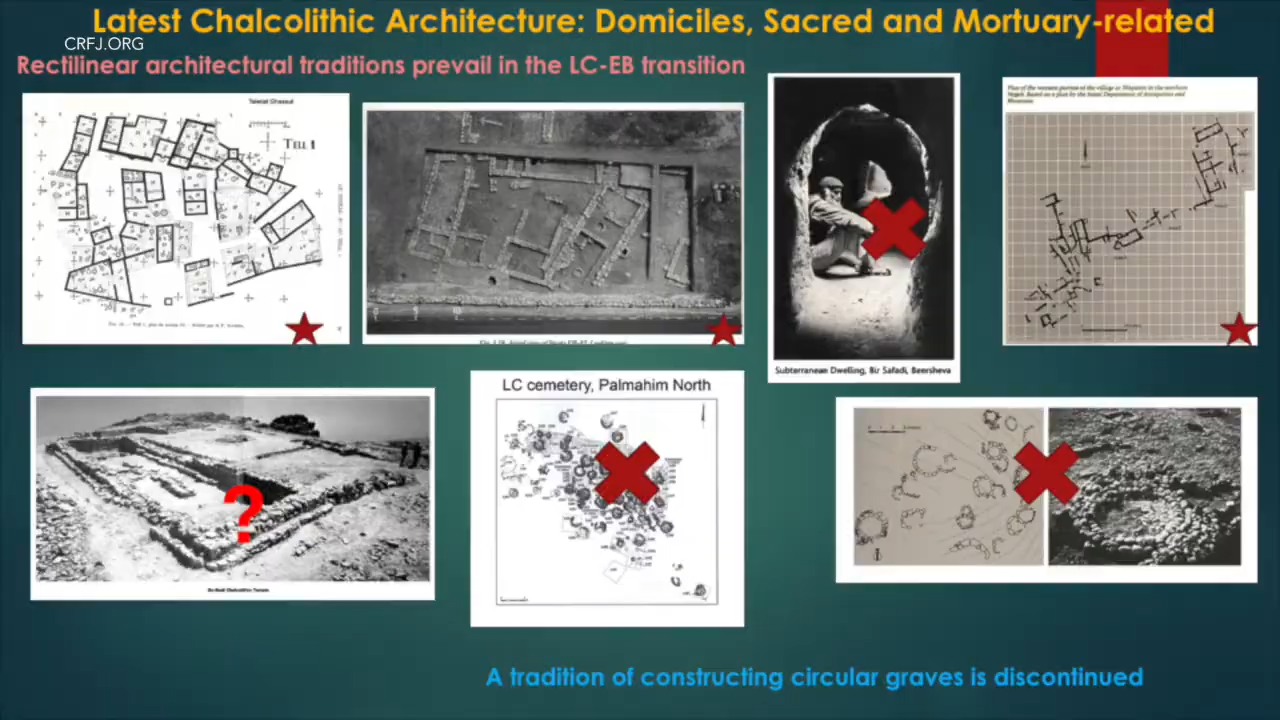 Latest Chalcolithic Architecture: Domiciles, Sacred and Mortuary-related
CRFJ.ORG
Rectilinear architectural traditions prevail in the LC-EB transition
Teleilat Ghassul
TELL 1
Subterranean Dwelling, Bir Safadi, Beersheva
LC cemetery, Palmahim North
?
A tradition of constructing circular graves is discontinued